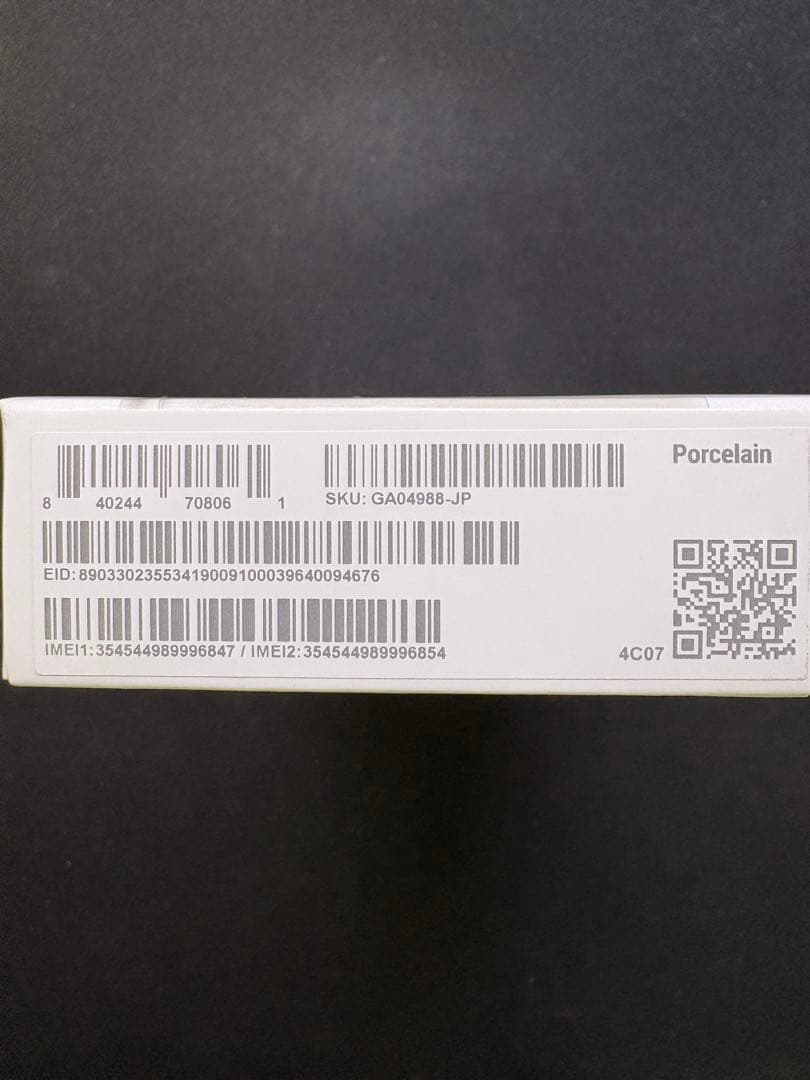 Porcelain
8 40244 70806 1
SKU: GA04988-JP
EID: 89033023553419009100039640094676
IMEI1: 354544989996847 / IMEI2: 354544989996854
4C07